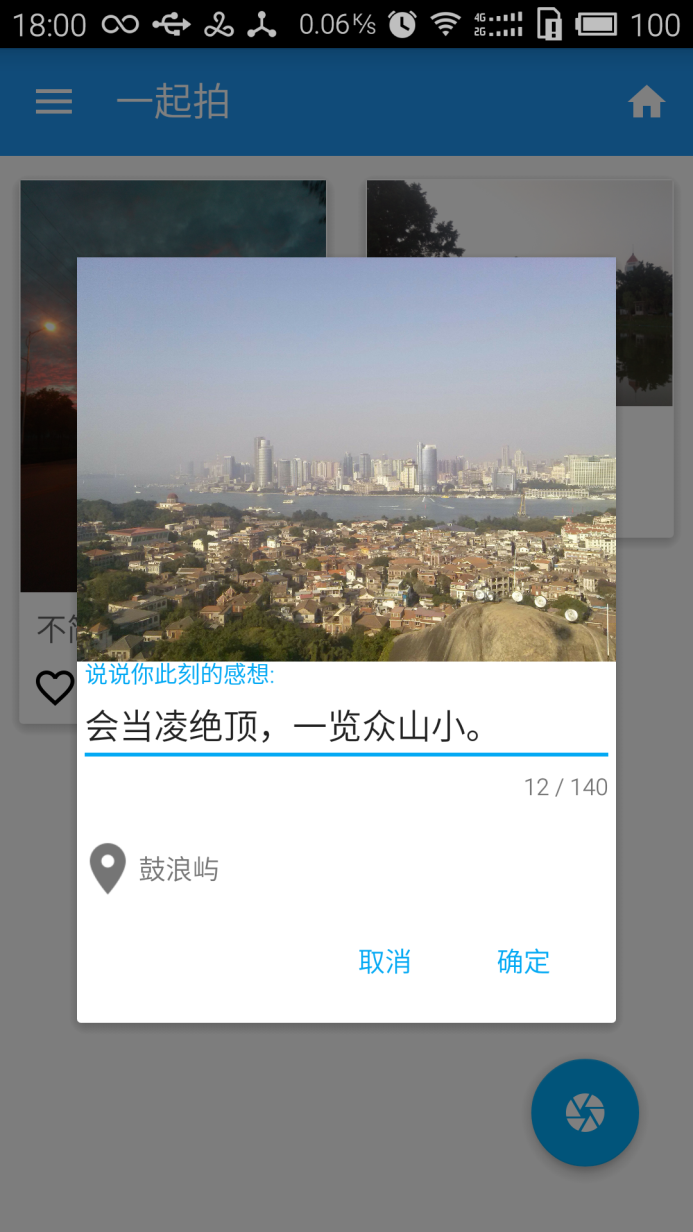 18:00 0.06K/s 4G 2G 100
一起拍
不简
说说你此刻的感想:
会当凌绝顶，一览众山小。
12 / 140
鼓浪屿
取消 确定